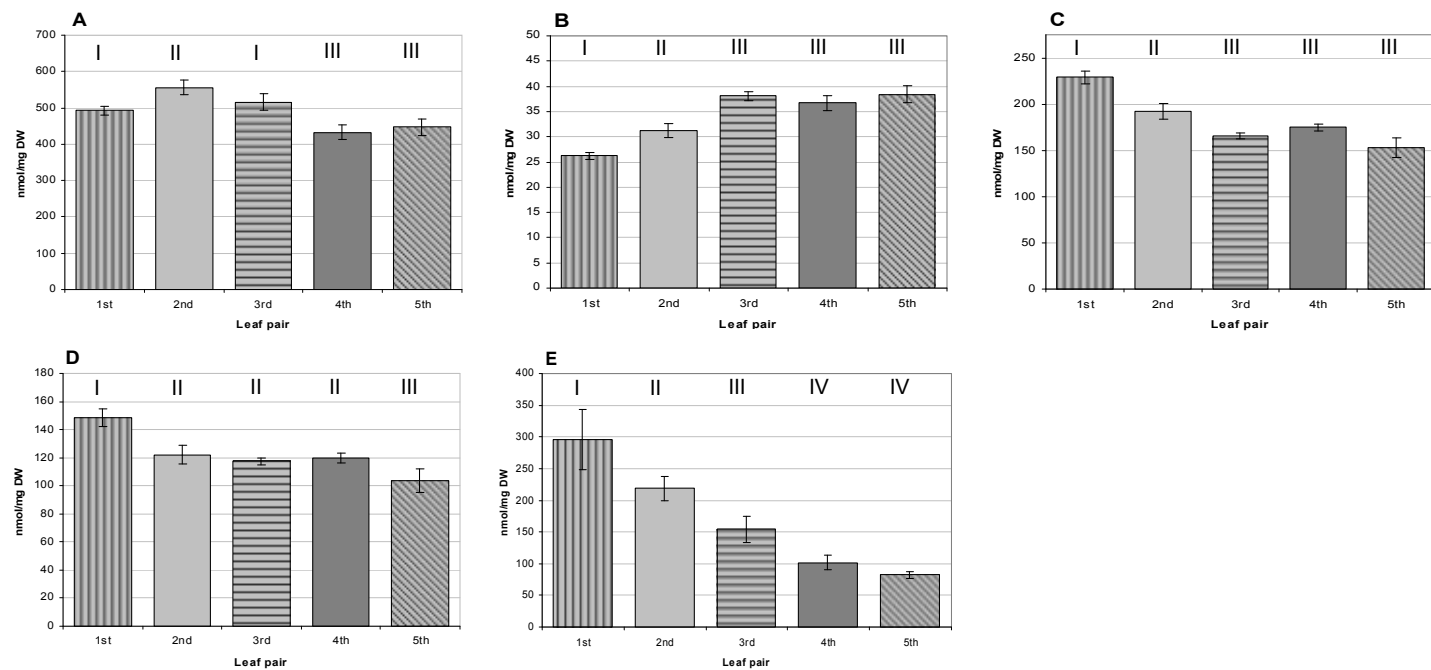 A
I II I III III
700
600
500
400
300
200
100
0
nmol/mg DW
1st 2nd 3rd 4th 5th
Leaf pair
B
I II III III III
50
45
40
35
30
25
20
15
10
5
0
nmol/mg DW
1st 2nd 3rd 4th 5th
Leaf pair
C
I II III III III
250
200
150
100
50
0
nmol/mg DW
1st 2nd 3rd 4th 5th
Leaf pair
D
I II II II III
180
160
140
120
100
80
60
40
20
0
nmol/mg DW
1st 2nd 3rd 4th 5th
Leaf pair
E
I II III IV IV
400
350
300
250
200
150
100
50
0
nmol/mg DW
1st 2nd 3rd 4th 5th
Leaf pair